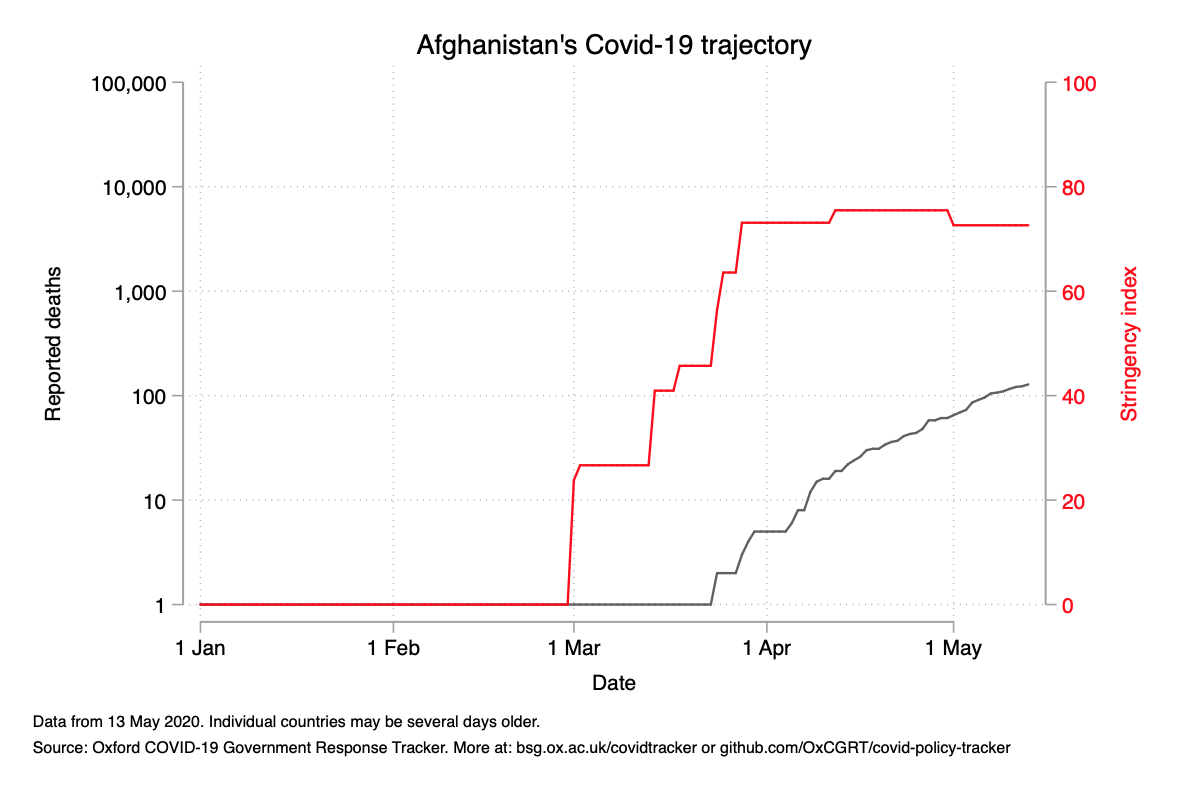 Afghanistan's Covid-19 trajectory
100,000
10,000
1,000
100
10
1
Reported deaths
100
80
60
40
20
0
Stringency index
1 Jan
1 Feb
1 Mar
1 Apr
1 May
Date
Data from 13 May 2020. Individual countries may be several days older.
Source: Oxford COVID-19 Government Response Tracker. More at: bsg.ox.ac.uk/covidtracker or github.com/OxCGRT/covid-policy-tracker